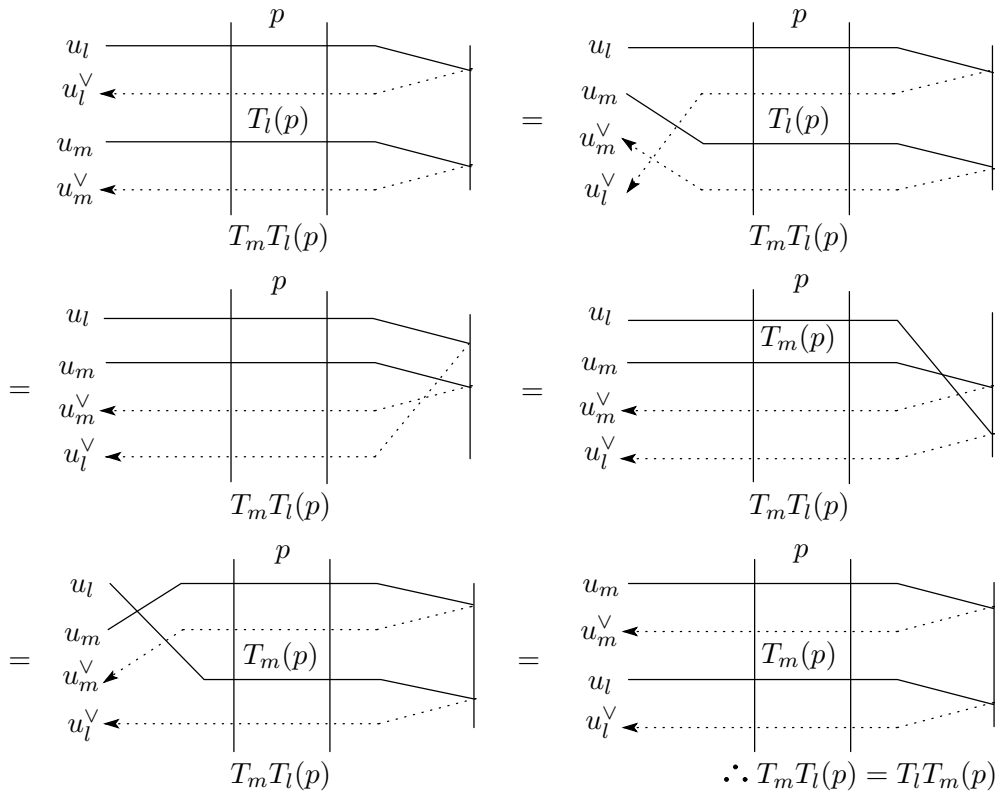 p
u_l
u_l^∨
T_l(p)
u_m
u_m^∨
T_mT_l(p)
=
p
u_l
u_m
T_l(p)
u_m^∨
u_l^∨
T_mT_l(p)
=
p
u_l
u_m
u_m^∨
u_l^∨
T_mT_l(p)
=
p
u_l
T_m(p)
u_m
u_m^∨
u_l^∨
T_mT_l(p)
=
p
u_l
u_m
T_m(p)
u_m^∨
u_l^∨
T_mT_l(p)
=
p
u_m
u_m^∨
T_m(p)
u_l
u_l^∨
∴ T_mT_l(p) = T_lT_m(p)